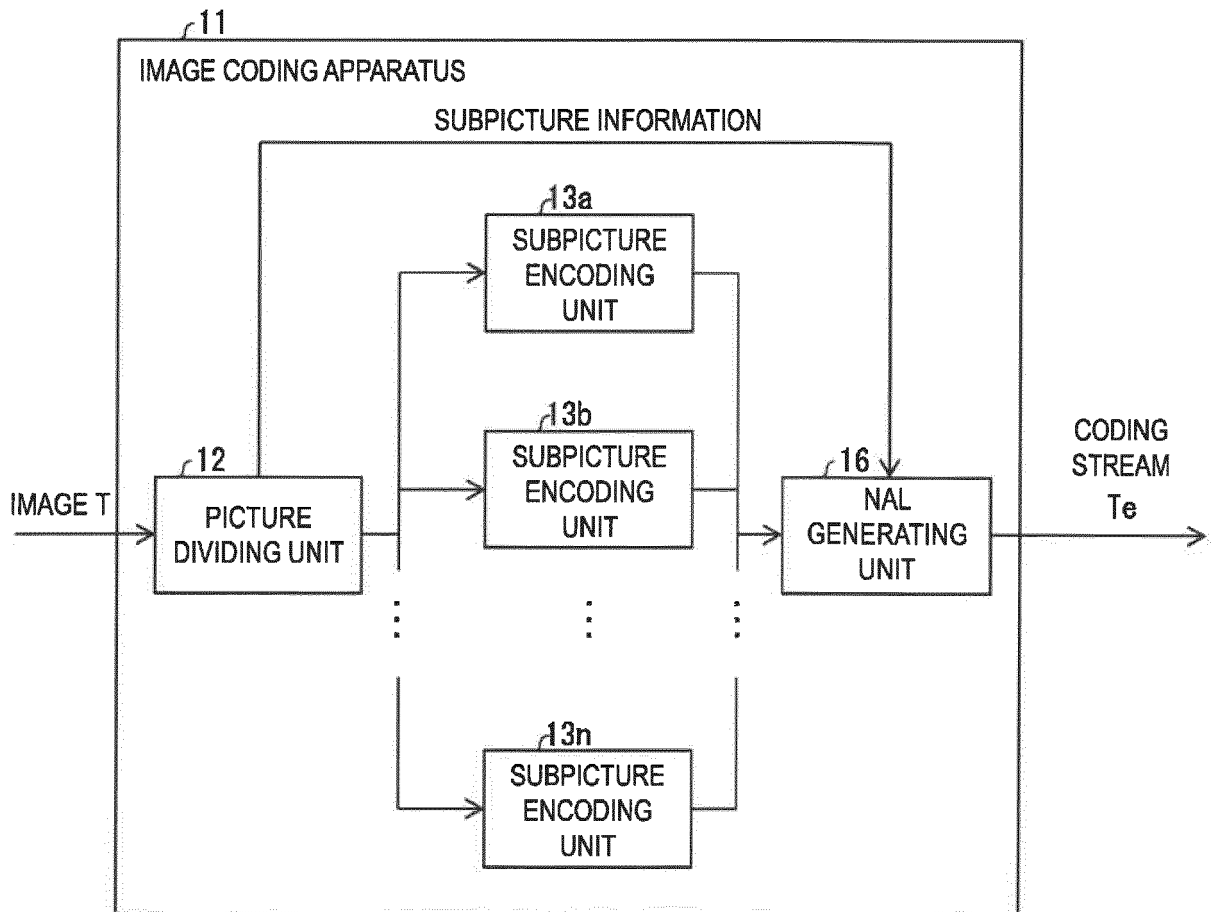 11
IMAGE CODING APPARATUS
SUBPICTURE INFORMATION
13a
SUBPICTURE
ENCODING
UNIT
13b
SUBPICTURE
ENCODING
UNIT
12
PICTURE
DIVIDING UNIT
IMAGE T
16
NAL
GENERATING
UNIT
CODING
STREAM
Te
13n
SUBPICTURE
ENCODING
UNIT